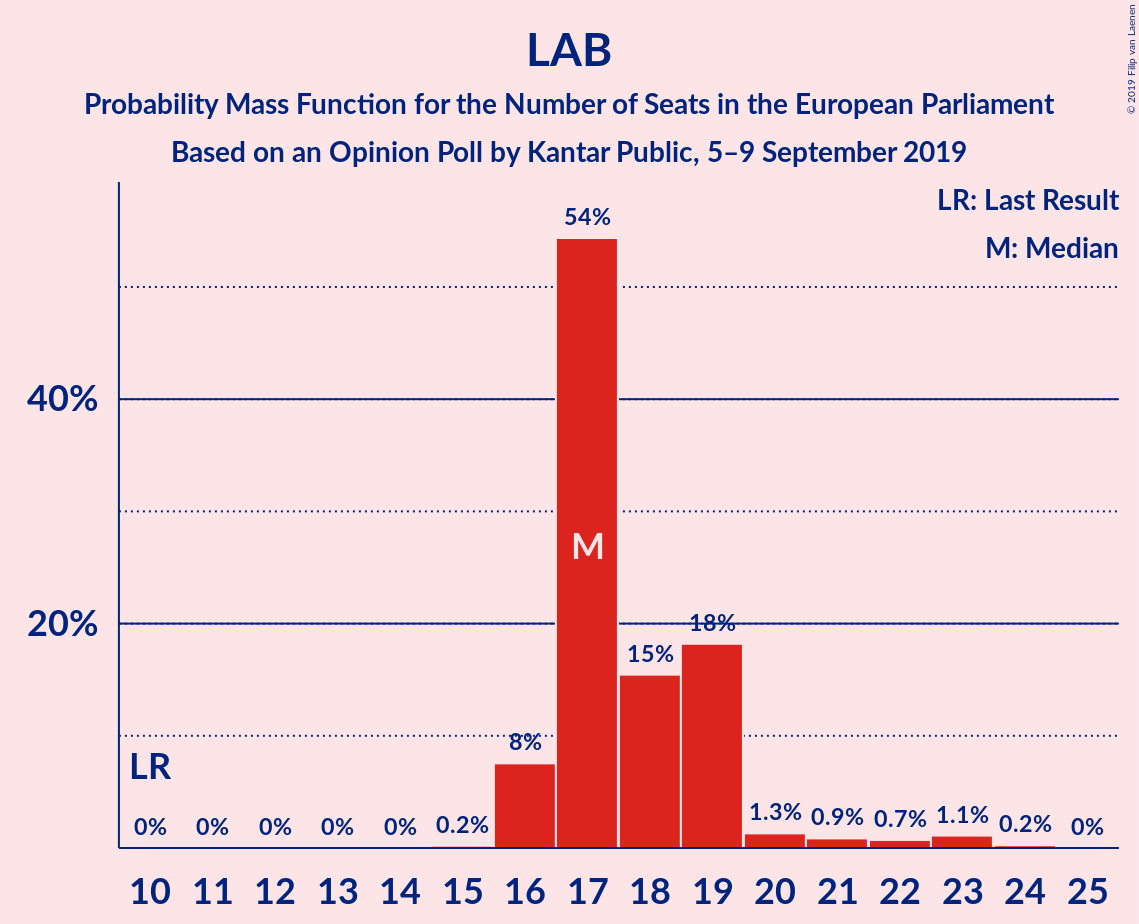 LAB
Probability Mass Function for the Number of Seats in the European Parliament
Based on an Opinion Poll by Kantar Public, 5–9 September 2019
© 2019 Filip van Laenen
LR: Last Result
M: Median
54%
40%
M
20%
18%
15%
8%
LR
0% 0% 0% 0% 0% 0.2% 1.3% 0.9% 0.7% 1.1% 0.2% 0%
10 11 12 13 14 15 16 17 18 19 20 21 22 23 24 25